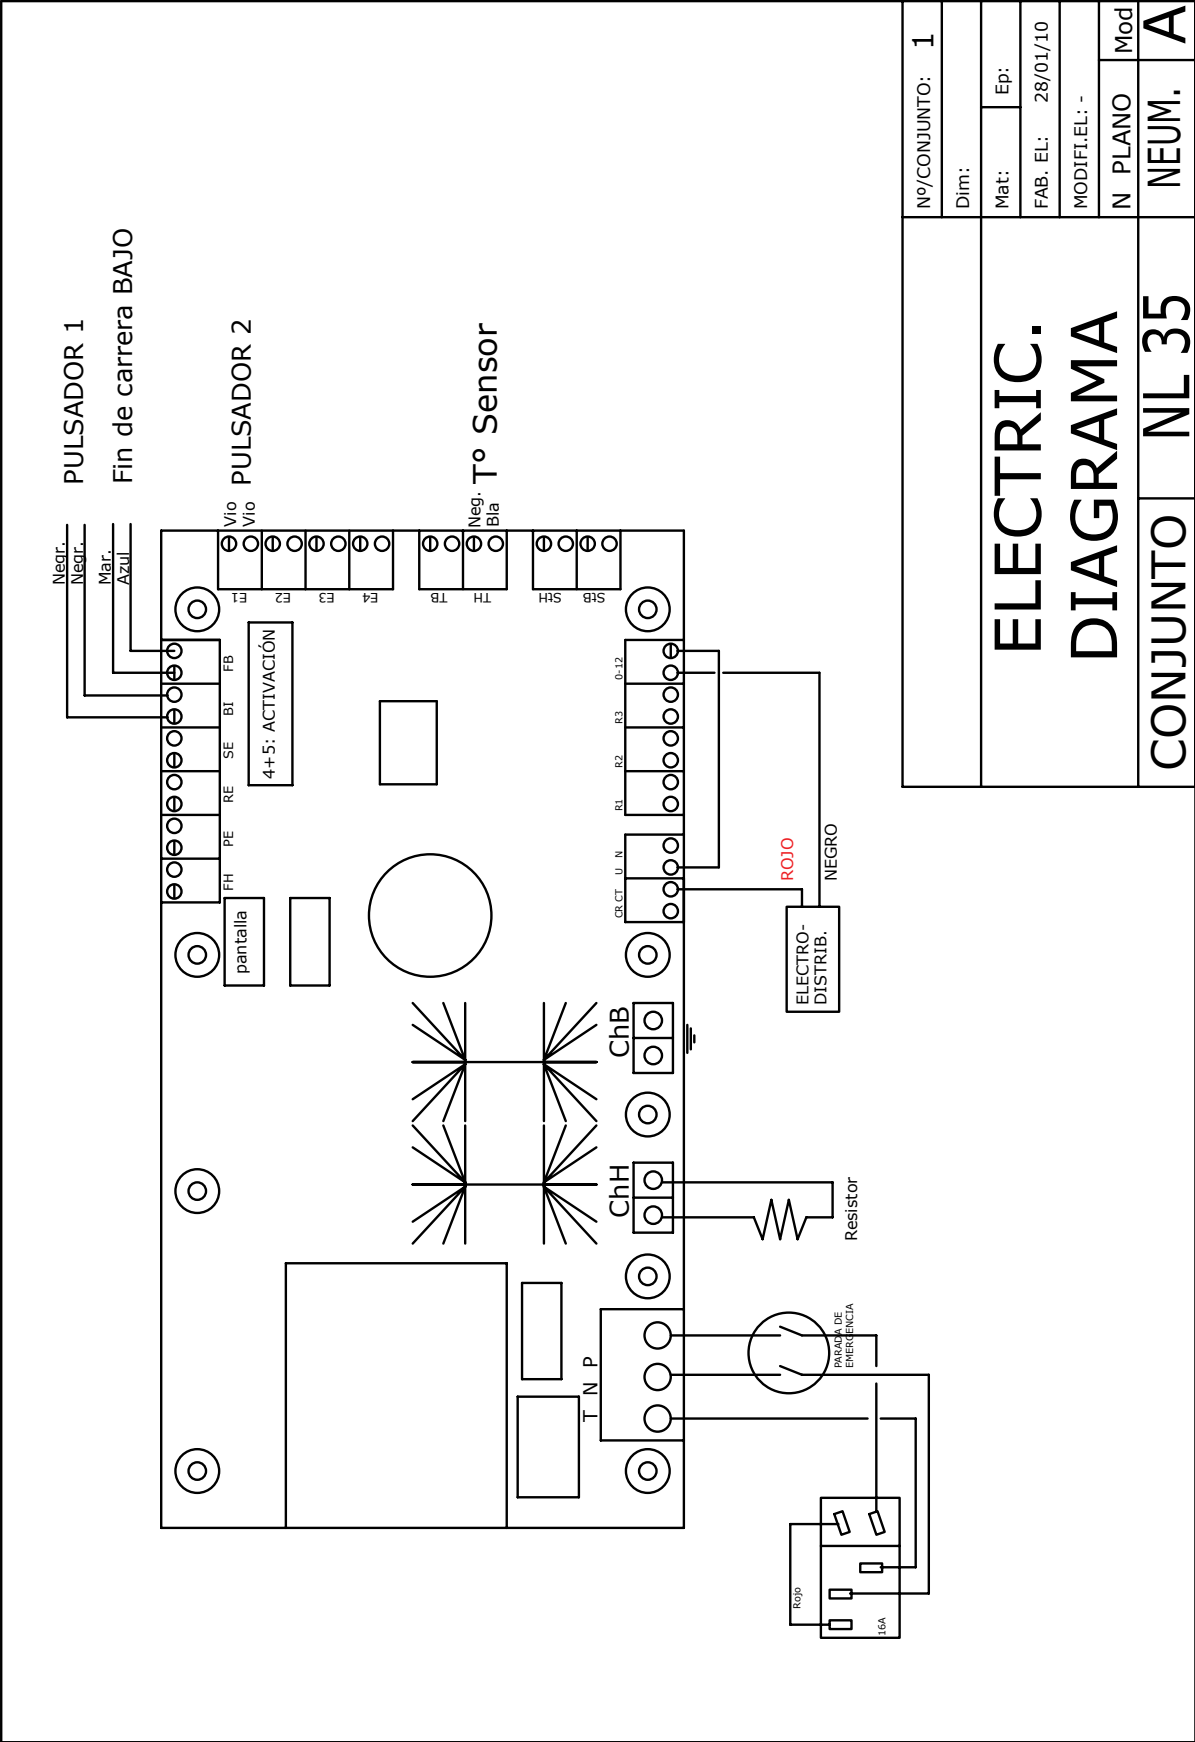 PULSADOR 1
Fin de carrera BAJO
Negr.
Negr.
Mar.
Azul
PULSADOR 2
Vio
Vio
T° Sensor
Neg.
Bla
E1
E2
E3
E4
TB
TH
StH
StB
FH
PE
RE
SE
BI
FB
4+5: ACTIVACIÓN
pantalla
CR CT
U N
R1
R2
R3
0-12
ChB
ChH
T N P
ROJO
NEGRO
ELECTRO-
DISTRIB.
Resistor
PARADA DE
EMERGENCIA
Rojo
16A
ELECTRIC.
DIAGRAMA
Nº/CONJUNTO: 1
Dim:
Mat: Ep:
FAB. EL: 28/01/10
MODIFI.EL: -
N PLANO Mod
CONJUNTO NL 35 NEUM. A